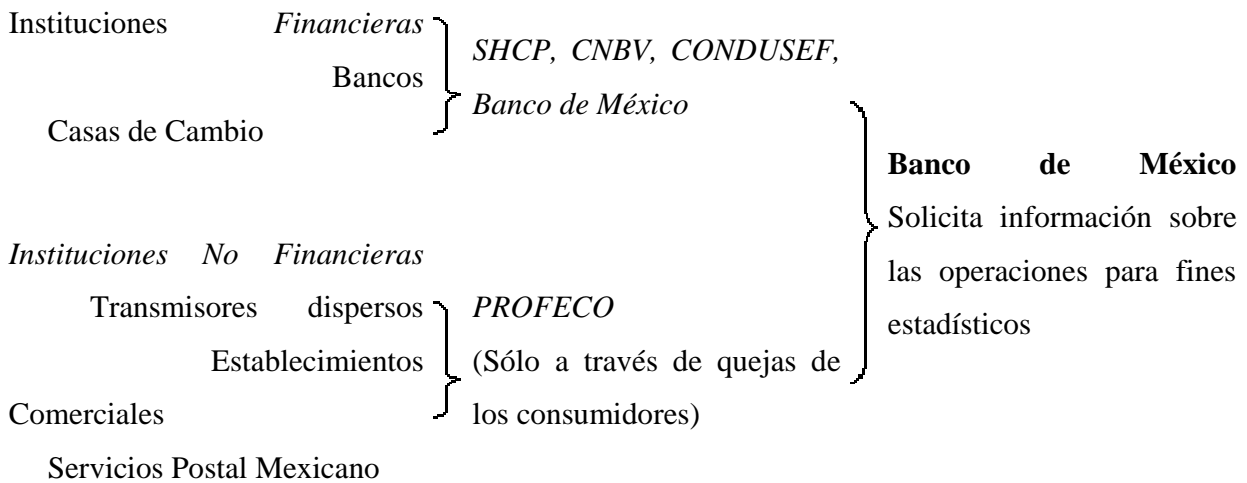 Instituciones Financieras
Bancos
Casas de Cambio
SHCP, CNBV, CONDUSEF,
Banco de México
Instituciones No Financieras
Transmisores dispersos
Establecimientos
Comerciales
Servicios Postal Mexicano
PROFECO
(Sólo a través de quejas de
los consumidores)
Banco de México
Solicita información sobre
las operaciones para fines
estadísticos